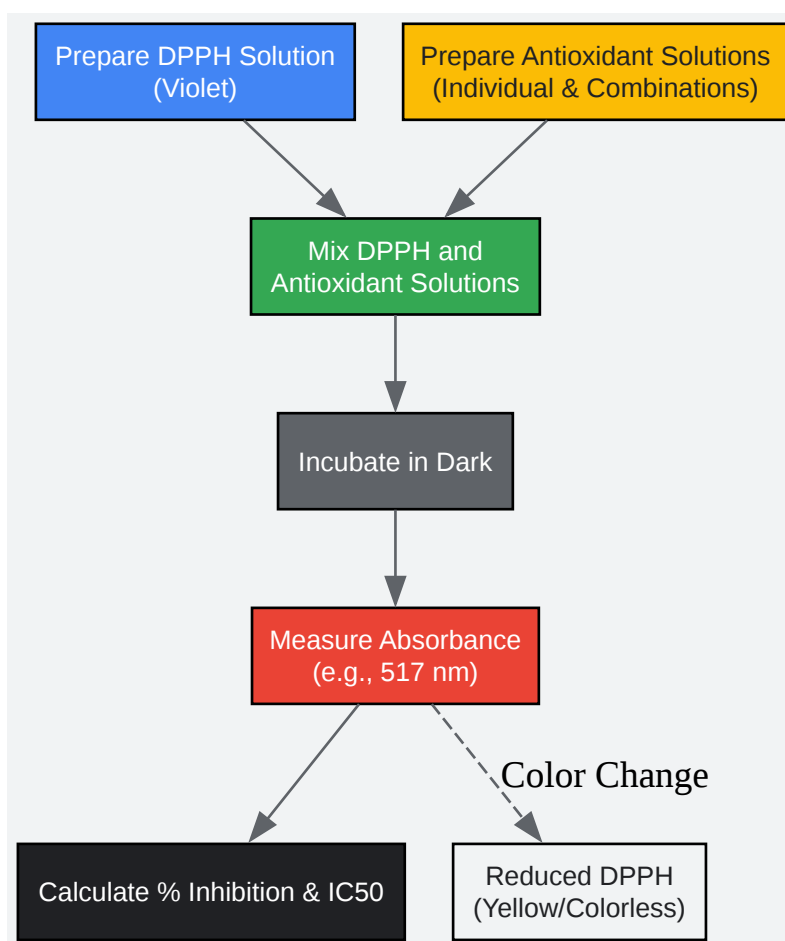 Prepare DPPH Solution
(Violet)
Prepare Antioxidant Solutions
(Individual & Combinations)
Mix DPPH and
Antioxidant Solutions
Incubate in Dark
Measure Absorbance
(e.g., 517 nm)
Color Change
Calculate % Inhibition & IC50
Reduced DPPH
(Yellow/Colorless)